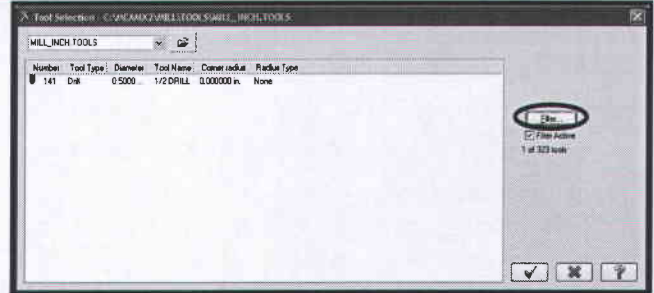 Tool Selection - C:\MCAMX2\MILL\TOOLS\MILL_INCH.TOOLS
MILL_INCH.TOOLS
Number Tool Type Diameter Tool Name Corner radius Radius Type
141 Drill 0.5000 ... 1/2 DRILL 0.000000 in. None
Filter...
Filter Active
1 of 323 tools